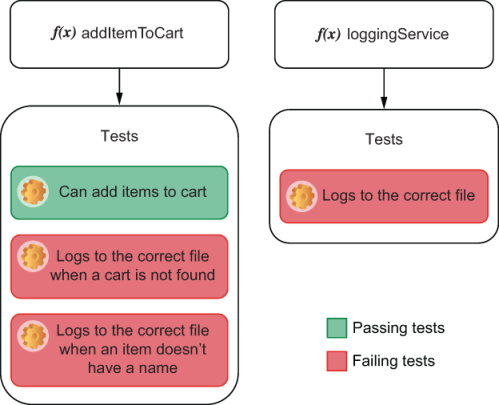 f(x) addItemToCart
Tests
Can add items to cart
Logs to the correct file
when a cart is not found
Logs to the correct file
when an item doesn’t
have a name
f(x) loggingService
Tests
Logs to the correct file
Passing tests
Failing tests